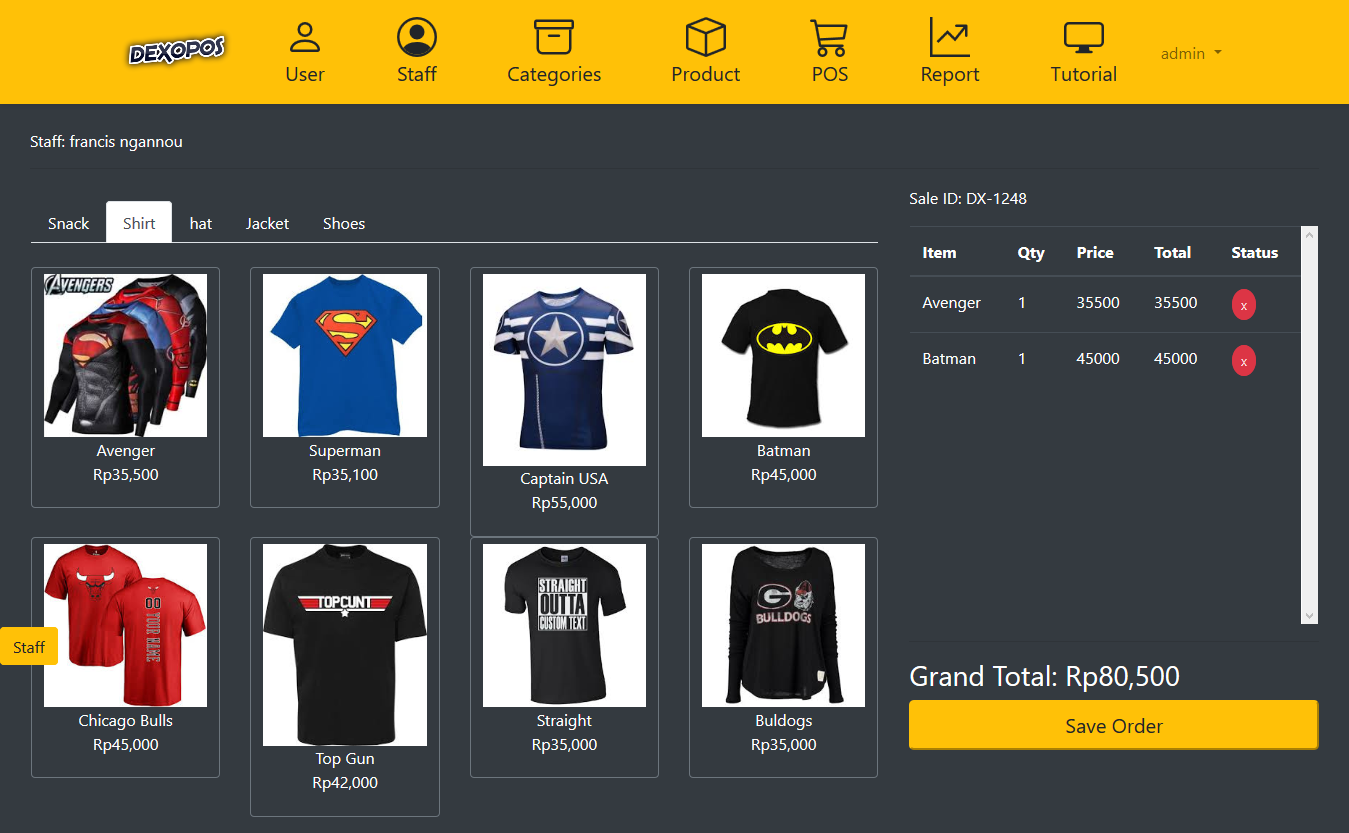 DEXOPOS
User
Staff
Categories
Product
POS
Report
Tutorial
admin
Staff: francis ngannou
Snack
Shirt
hat
Jacket
Shoes
AVENGERS
Avenger
Rp35,500
Superman
Rp35,100
Captain USA
Rp55,000
Batman
Rp45,000
00
YOUR NAME
Chicago Bulls
Rp45,000
TOPCUNT
Top Gun
Rp42,000
STRAIGHT
OUTTA
CUSTOM TEXT
Straight
Rp35,000
G
BULLDOGS
Buldogs
Rp35,000
Staff
Sale ID: DX-1248
Item Qty Price Total Status
Avenger 1 35500 35500 x
Batman 1 45000 45000 x
Grand Total: Rp80,500
Save Order